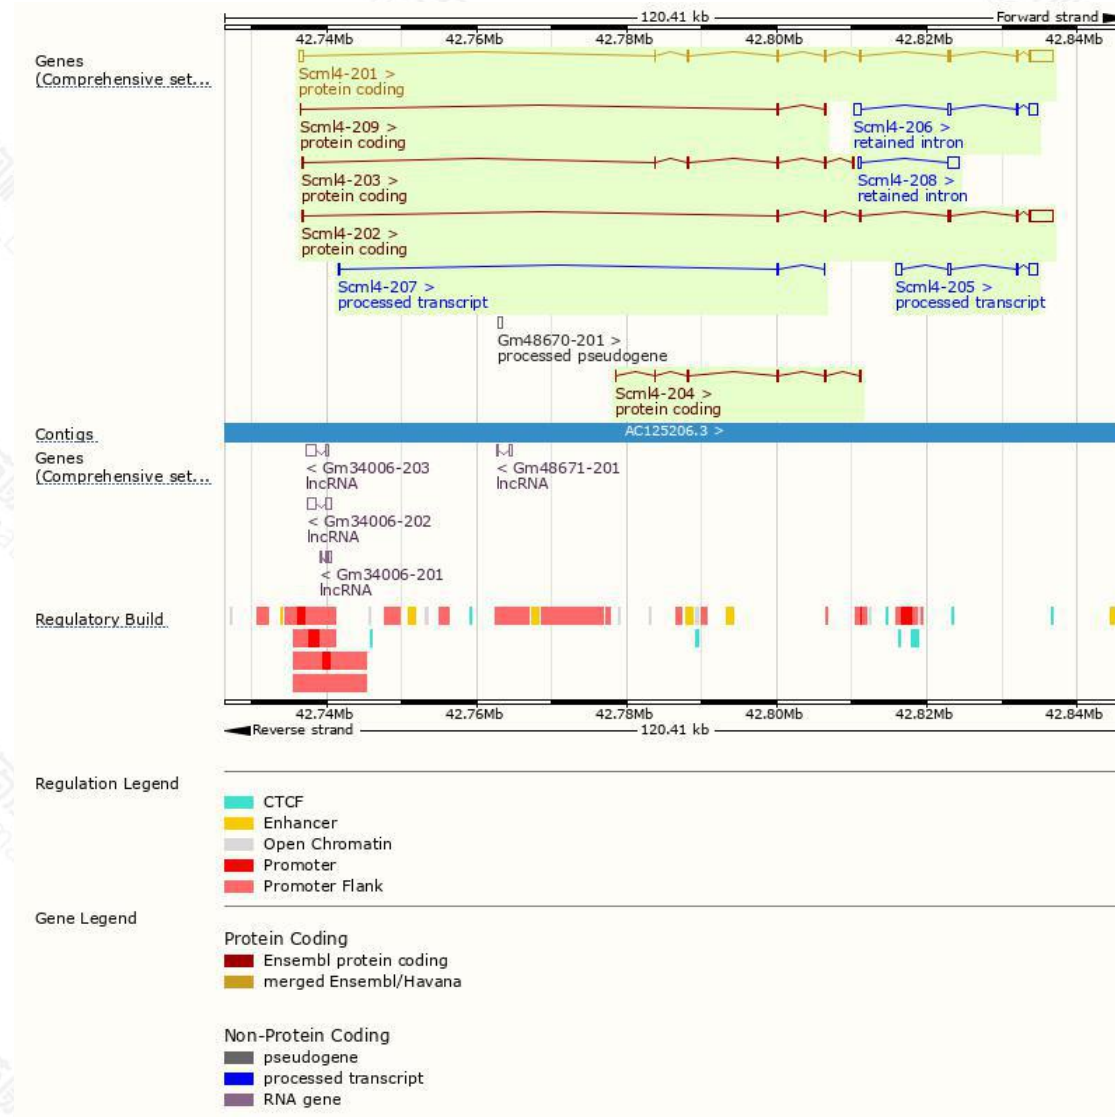 120.41 kb Forward strand
42.74Mb 42.76Mb 42.78Mb 42.80Mb 42.82Mb 42.84Mb
Genes
(Comprehensive set...
Scml4-201 >
protein coding
Scml4-209 > Scml4-206 >
protein coding retained intron
Scml4-203 > Scml4-208 >
protein coding retained intron
Scml4-202 >
protein coding
Scml4-207 > Scml4-205 >
processed transcript processed transcript
Gm48670-201 >
processed pseudogene
Scml4-204 >
protein coding
Contigs AC125206.3 >
Genes
(Comprehensive set...
< Gm34006-203 < Gm48671-201
lncRNA lncRNA
< Gm34006-202
lncRNA
< Gm34006-201
lncRNA
Regulatory Build
42.74Mb 42.76Mb 42.78Mb 42.80Mb 42.82Mb 42.84Mb
Reverse strand 120.41 kb
Regulation Legend
CTCF
Enhancer
Open Chromatin
Promoter
Promoter Flank
Gene Legend
Protein Coding
Ensembl protein coding
merged Ensembl/Havana
Non-Protein Coding
pseudogene
processed transcript
RNA gene